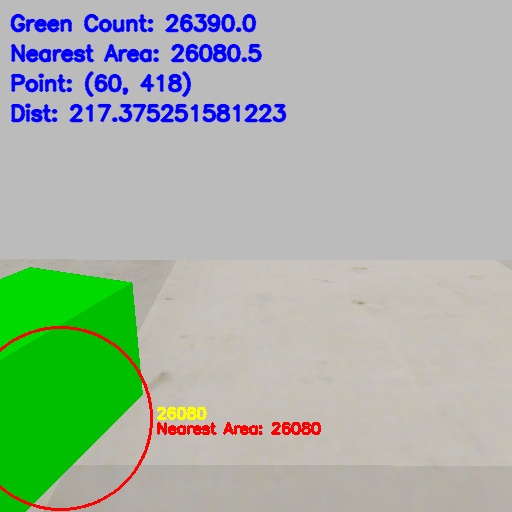 Green Count: 26390.0
Nearest Area: 26080.5
Point: (60, 418)
Dist: 217.375251581223
26080
Nearest Area: 26080